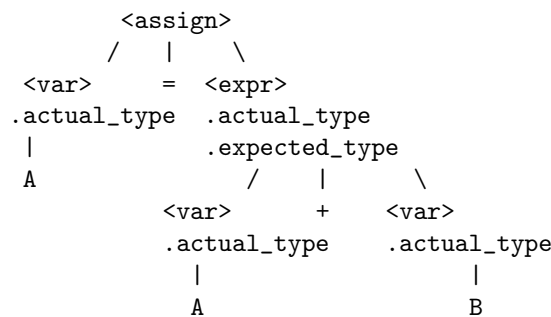 <assign>
/ | \
<var> = <expr>
.actual_type .actual_type
| .expected_type
A / | \
<var> + <var>
.actual_type .actual_type
| |
A B